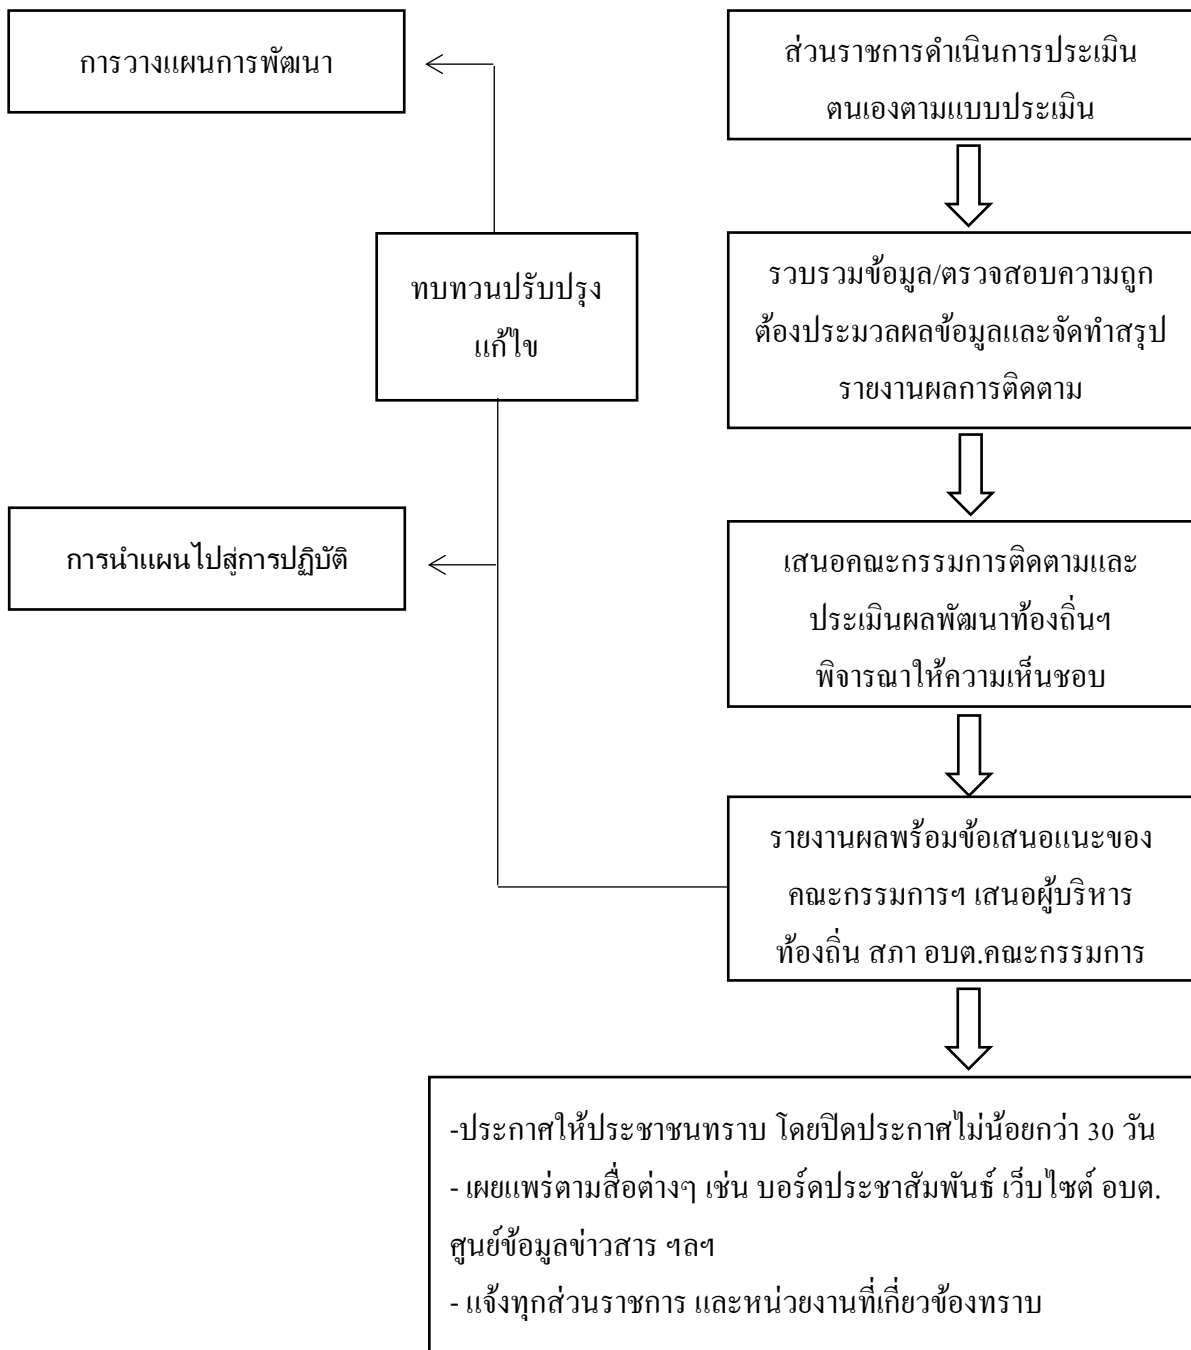 การวางแผนการพัฒนา
ส่วนราชการดำเนินการประเมิน
ตนเองตามแบบประเมิน
ทบทวนปรับปรุง
แก้ไข
รวบรวมข้อมูล/ตรวจสอบความถูก
ต้องประมวลผลข้อมูลและจัดทำสรุป
รายงานผลการติดตาม
การนำแผนไปสู่การปฏิบัติ
เสนอคณะกรรมการติดตามและ
ประเมินผลพัฒนาท้องถิ่นฯ
พิจารณาให้ความเห็นชอบ
รายงานผลพร้อมข้อเสนอแนะของ
คณะกรรมการฯ เสนอผู้บริหาร
ท้องถิ่น สภา อบต.คณะกรรมการ
-ประกาศให้ประชาชนทราบ โดยปิดประกาศไม่น้อยกว่า 30 วัน
- เผยแพร่ตามสื่อต่างๆ เช่น บอร์ดประชาสัมพันธ์ เว็บไซต์ อบต.
ศูนย์ข้อมูลข่าวสาร ฯลฯ
- แจ้งทุกส่วนราชการ และหน่วยงานที่เกี่ยวข้องทราบ